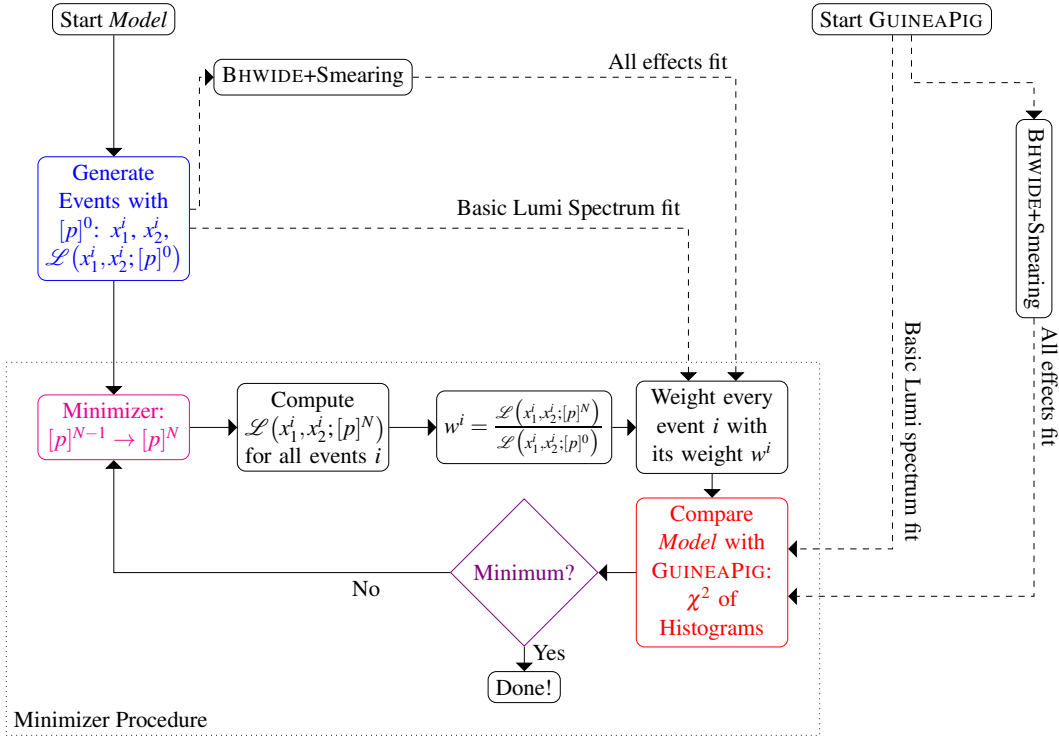 Start Model
Start GUINEAPIG
BHWIDE+Smearing
All effects fit
BHWIDE+Smearing
Generate
Events with
[p]⁰: x₁ⁱ, x₂ⁱ,
ℒ(x₁ⁱ,x₂ⁱ;[p]⁰)
Basic Lumi Spectrum fit
Basic Lumi spectrum fit
All effects fit
Minimizer:
[p]ᴺ⁻¹ → [p]ᴺ
Compute
ℒ(x₁ⁱ,x₂ⁱ;[p]ᴺ)
for all events i
wⁱ = ℒ(x₁ⁱ,x₂ⁱ;[p]ᴺ) / ℒ(x₁ⁱ,x₂ⁱ;[p]⁰)
Weight every
event i with
its weight wⁱ
Compare
Model with
GUINEAPIG:
χ² of
Histograms
Minimum?
No
Yes
Done!
Minimizer Procedure